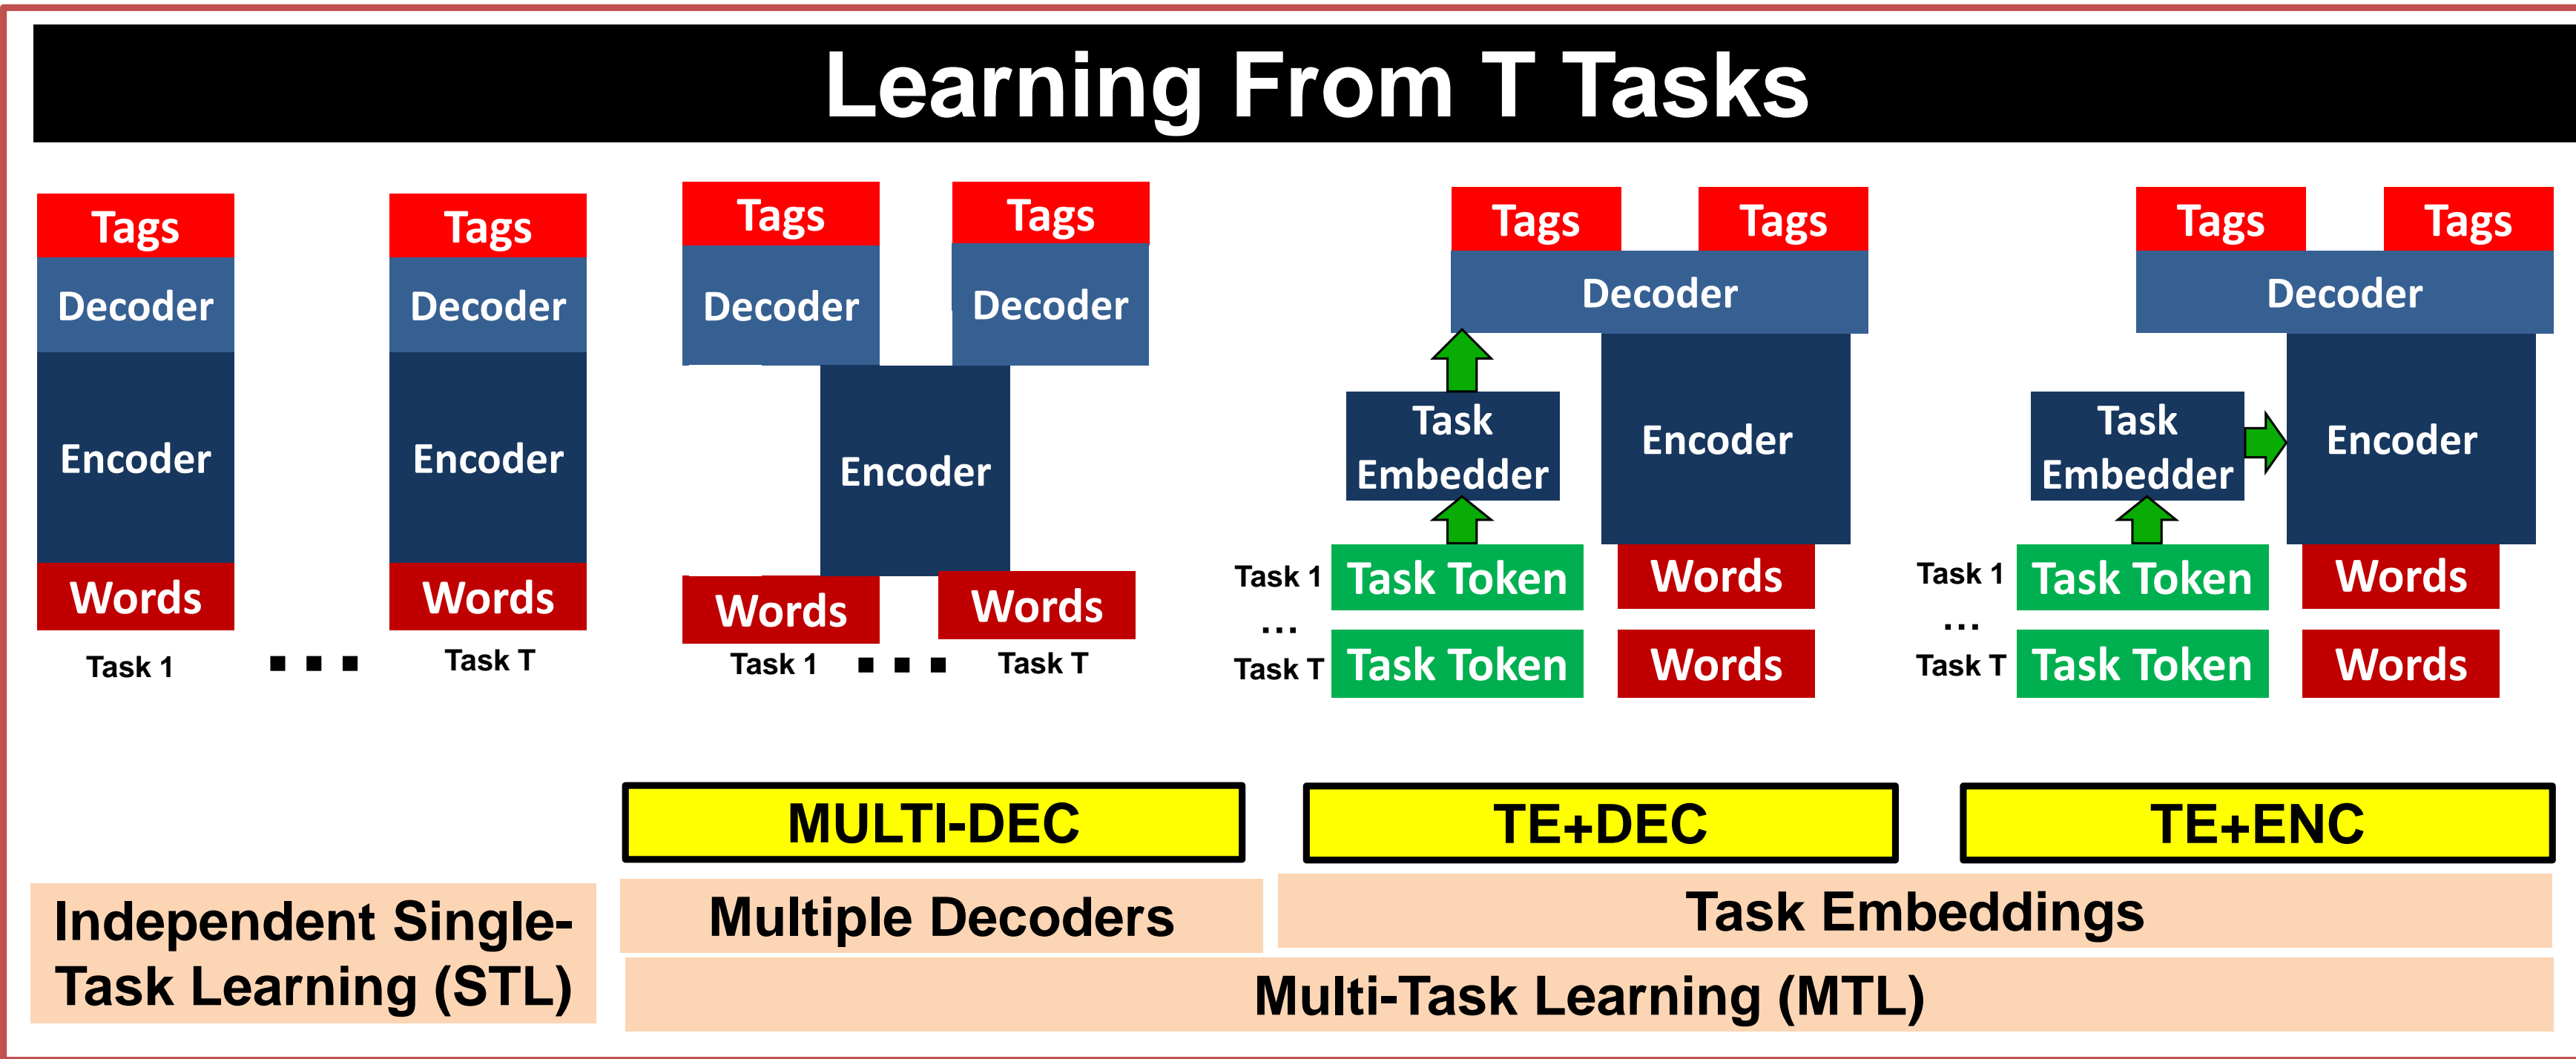 Learning From T Tasks
Tags
Decoder
Encoder
Words
Task 1
▪ ▪ ▪
Tags
Decoder
Encoder
Words
Task T
Tags
Tags
Decoder
Decoder
Encoder
Words
Words
Task 1
▪ ▪ ▪
Task T
Tags
Tags
Decoder
Task
Embedder
Encoder
Task 1
Task Token
Words
...
Task T
Task Token
Words
Tags
Tags
Decoder
Task
Embedder
Encoder
Task 1
Task Token
Words
...
Task T
Task Token
Words
MULTI-DEC
TE+DEC
TE+ENC
Independent Single-
Task Learning (STL)
Multiple Decoders
Task Embeddings
Multi-Task Learning (MTL)